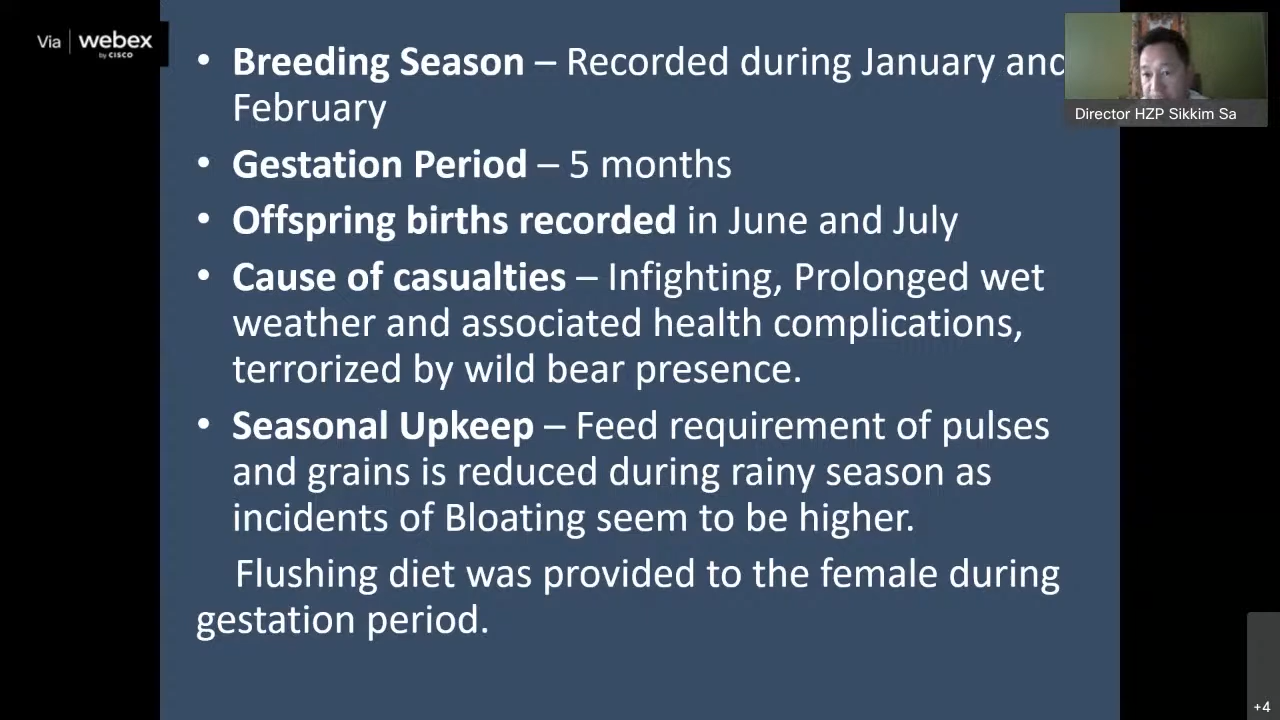 Via webex
by CISCO
• Breeding Season – Recorded during January and
February
• Gestation Period – 5 months
• Offspring births recorded in June and July
• Cause of casualties – Infighting, Prolonged wet
weather and associated health complications,
terrorized by wild bear presence.
• Seasonal Upkeep – Feed requirement of pulses
and grains is reduced during rainy season as
incidents of Bloating seem to be higher.
Flushing diet was provided to the female during
gestation period.
Director HZP Sikkim Sa
+4